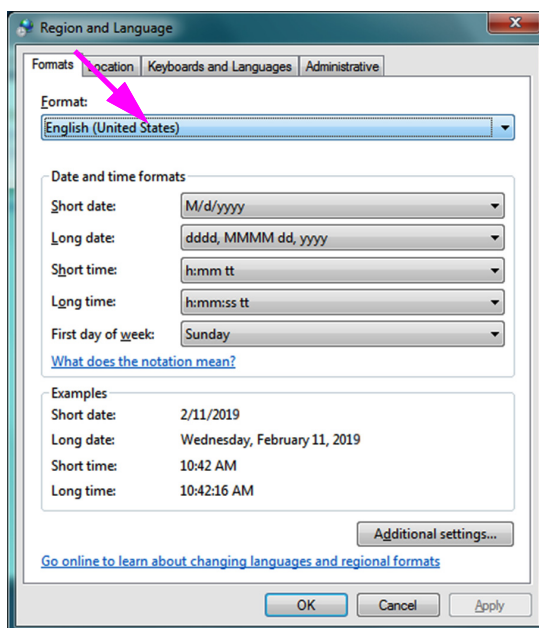 Region and Language
Formats Location Keyboards and Languages Administrative
Format:
English (United States)
Date and time formats
Short date: M/d/yyyy
Long date: dddd, MMMM dd, yyyy
Short time: h:mm tt
Long time: h:mm:ss tt
First day of week: Sunday
What does the notation mean?
Examples
Short date: 2/11/2019
Long date: Wednesday, February 11, 2019
Short time: 10:42 AM
Long time: 10:42:16 AM
Additional settings...
Go online to learn about changing languages and regional formats
OK Cancel Apply